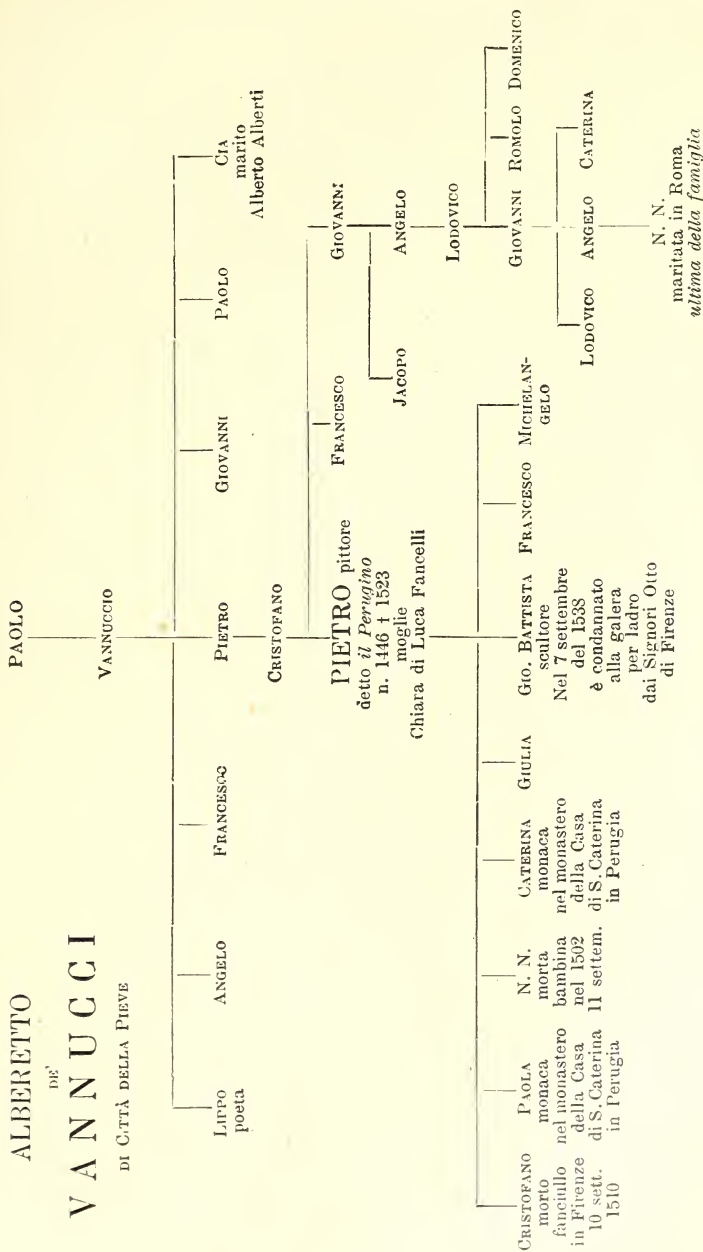 ALBERETTO
DE'
VANNUCCI
DI CITTÀ DELLA PIEVE
PAOLO
VANNUCCIO
LIPPO
poeta
ANGELO
FRANCESCO
PIETRO
GIOVANNI
PAOLO
CIA
marito
Alberto Alberti
CRISTOFANO
PIETRO pittore
detto il Perugino
n. 1446 † 1523
moglie
Chiara di Luca Fancelli
FRANCESCO
GIOVANNI
JACOPO
ANGELO
LODOVICO
GIOVANNI
ROMOLO
DOMENICO
LODOVICO
ANGELO
CATERINA
N. N.
maritata in Roma
ultima della famiglia
CRISTOFANO
morto
fanciullo
in Firenze
10 sett.
1510
PAOLA
monaca
nel monastero
della Casa
di S. Caterina
in Perugia
N. N.
morta
bambina
nel 1502
11 settem.
CATERINA
monaca
nel monastero
della Casa
di S. Caterina
in Perugia
GIULIA
GIO. BATTISTA
scultore
Nel 7 settembre
del 1538
è condannato
alla galera
per ladro
dai Signori Otto
di Firenze
FRANCESCO
MICHELAN-
GELO